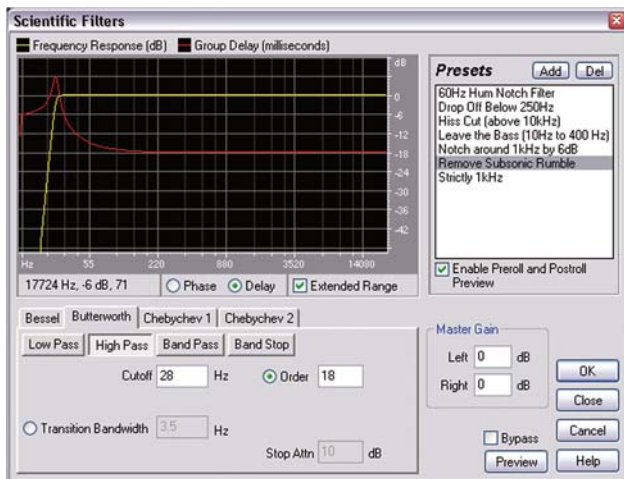 Scientific Filters
Frequency Response (dB) Group Delay (milliseconds)
dB
0
-6
-12
-18
-24
-30
-36
-42
Hz 55 220 880 3520 14080
17724 Hz, -6 dB, 71 Phase Delay Extended Range
Presets Add Del
60Hz Hum Notch Filter
Drop Off Below 250Hz
Hiss Cut (above 10kHz)
Leave the Bass (10Hz to 400 Hz)
Notch around 1kHz by 6dB
Remove Subsonic Rumble
Strictly 1kHz
Enable Preroll and Postroll
Preview
Bessel Butterworth Chebychev 1 Chebychev 2
Low Pass High Pass Band Pass Band Stop
Cutoff 28 Hz Order 18
Transition Bandwidth 3.5 Hz
Stop Attn 10 dB
Master Gain
Left 0 dB
Right 0 dB
OK
Close
Bypass Cancel
Preview Help